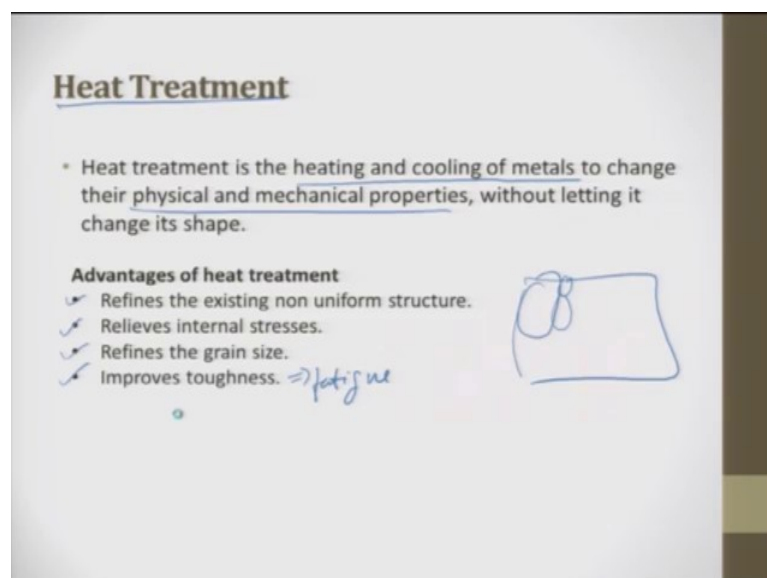 Heat Treatment
• Heat treatment is the heating and cooling of metals to change
their physical and mechanical properties, without letting it
change its shape.
Advantages of heat treatment
• Refines the existing non uniform structure.
• Relieves internal stresses.
• Refines the grain size.
• Improves toughness. ⇒ fatigue